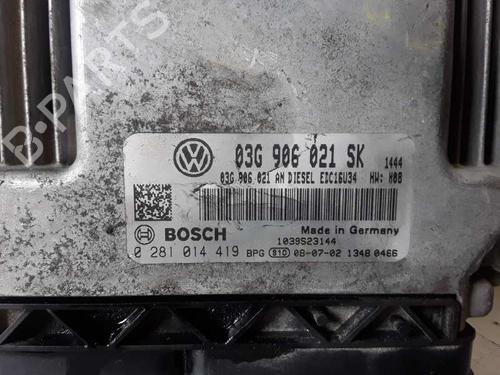 B-PARTS
03G 906 021 SK 1444
03G 906 021 AN DIESEL EDC16U34 HW: H08
Made in Germany
BOSCH 1039S23144
0 281 014 419 BPG 81D 08-07-02 1348 0466